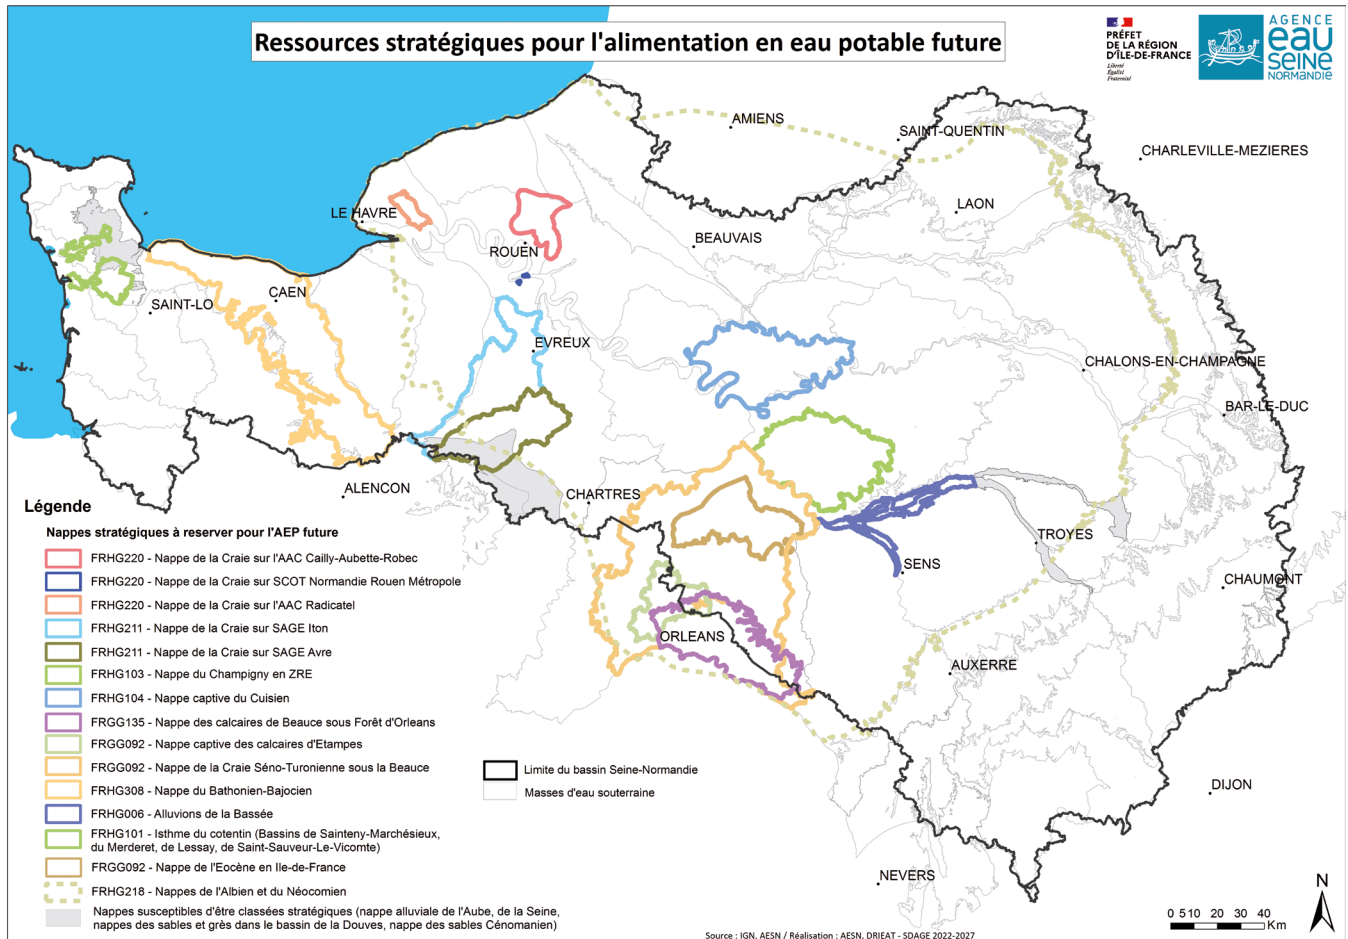 Ressources stratégiques pour l'alimentation en eau potable future
PRÉFET
DE LA RÉGION
D'ÎLE-DE-FRANCE
Liberté
Égalité
Fraternité
AGENCE
eau
SEINE
NORMANDIE
AMIENS
SAINT-QUENTIN
CHARLEVILLE-MEZIERES
LAON
LE HAVRE
ROUEN
BEAUVAIS
CAEN
SAINT-LO
EVREUX
CHALONS-EN-CHAMPAGNE
BAR-LE-DUC
ALENCON
CHARTRES
TROYES
SENS
CHAUMONT
ORLEANS
AUXERRE
DIJON
NEVERS
Légende
Nappes stratégiques à reserver pour l'AEP future
FRHG220 - Nappe de la Craie sur l'AAC Cailly-Aubette-Robec
FRHG220 - Nappe de la Craie sur SCOT Normandie Rouen Métropole
FRHG220 - Nappe de la Craie sur l'AAC Radicatel
FRHG211 - Nappe de la Craie sur SAGE Iton
FRHG211 - Nappe de la Craie sur SAGE Avre
FRHG103 - Nappe du Champigny en ZRE
FRHG104 - Nappe captive du Cuisien
FRGG135 - Nappe des calcaires de Beauce sous Forêt d'Orleans
FRGG092 - Nappe captive des calcaires d'Etampes
FRGG092 - Nappe de la Craie Séno-Turonienne sous la Beauce
FRHG308 - Nappe du Bathonien-Bajocien
FRHG006 - Alluvions de la Bassée
FRHG101 - Isthme du cotentin (Bassins de Sainteny-Marchésieux,
du Merderet, de Lessay, de Saint-Sauveur-Le-Vicomte)
FRGG092 - Nappe de l'Eocène en Ile-de-France
FRHG218 - Nappes de l'Albien et du Néocomien
Nappes susceptibles d'être classées stratégiques (nappe alluviale de l'Aube, de la Seine,
nappes des sables et grès dans le bassin de la Douves, nappe des sables Cénomanien)
Limite du bassin Seine-Normandie
Masses d'eau souterraine
N
0 5 10 20 30 40
Km
Source : IGN, AESN / Réalisation : AESN, DRIEAT - SDAGE 2022-2027